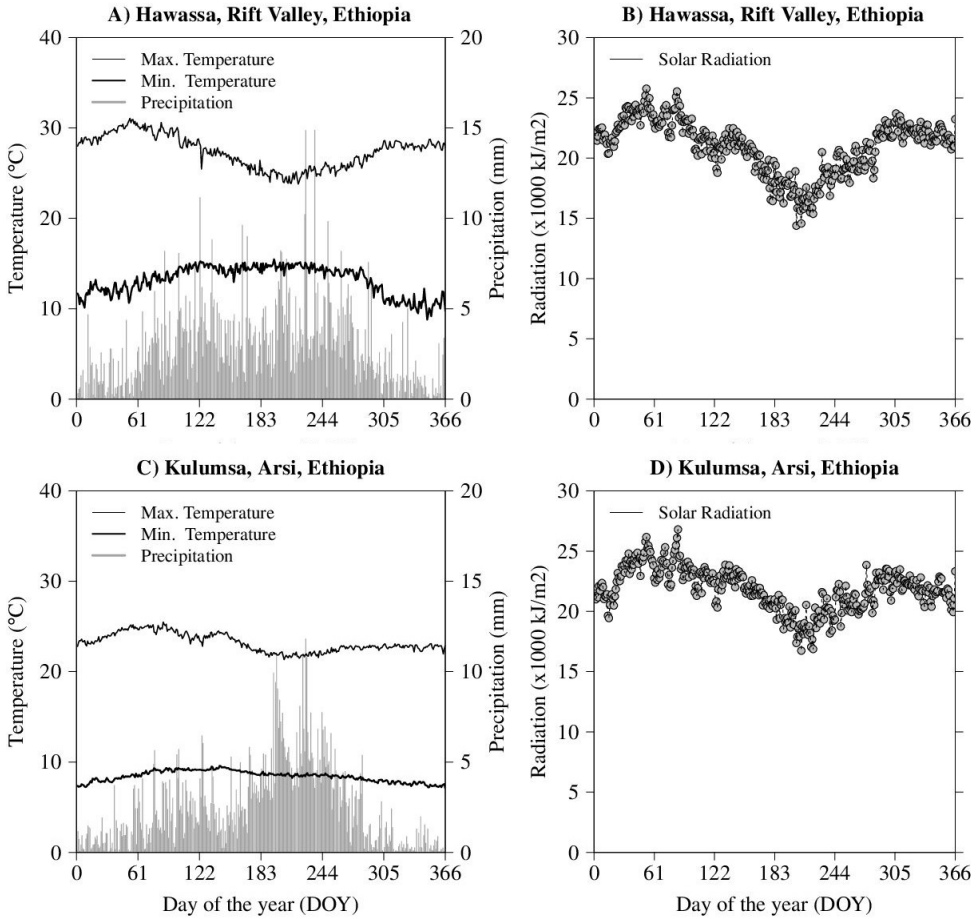 A) Hawassa, Rift Valley, Ethiopia
40
30
20
10
0
Temperature (°C)
Max. Temperature
Min. Temperature
Precipitation
20
15
10
5
0
Precipitation (mm)
0 61 122 183 244 305 366
B) Hawassa, Rift Valley, Ethiopia
30
25
20
15
10
5
0
Radiation (x1000 kJ/m2)
Solar Radiation
0 61 122 183 244 305 366
C) Kulumsa, Arsi, Ethiopia
40
30
20
10
0
Temperature (°C)
Max. Temperature
Min. Temperature
Precipitation
20
15
10
5
0
Precipitation (mm)
0 61 122 183 244 305 366
Day of the year (DOY)
D) Kulumsa, Arsi, Ethiopia
30
25
20
15
10
5
0
Radiation (x1000 kJ/m2)
Solar Radiation
0 61 122 183 244 305 366
Day of the year (DOY)